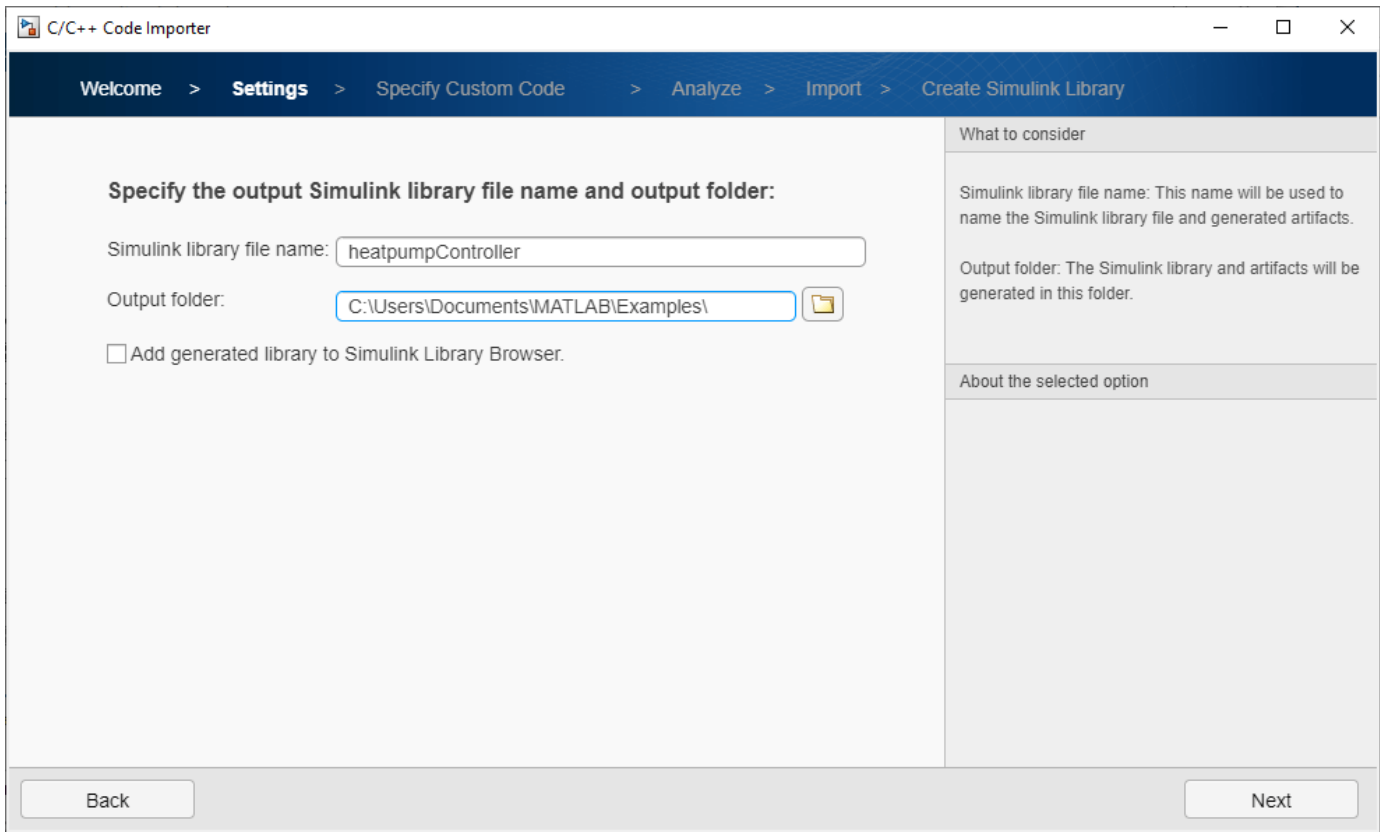 C/C++ Code Importer
Welcome > Settings > Specify Custom Code > Analyze > Import > Create Simulink Library
What to consider
Specify the output Simulink library file name and output folder:
Simulink library file name: heatpumpController
Output folder: C:\Users\Documents\MATLAB\Examples\
Add generated library to Simulink Library Browser.
Simulink library file name: This name will be used to
name the Simulink library file and generated artifacts.
Output folder: The Simulink library and artifacts will be
generated in this folder.
About the selected option
Back
Next